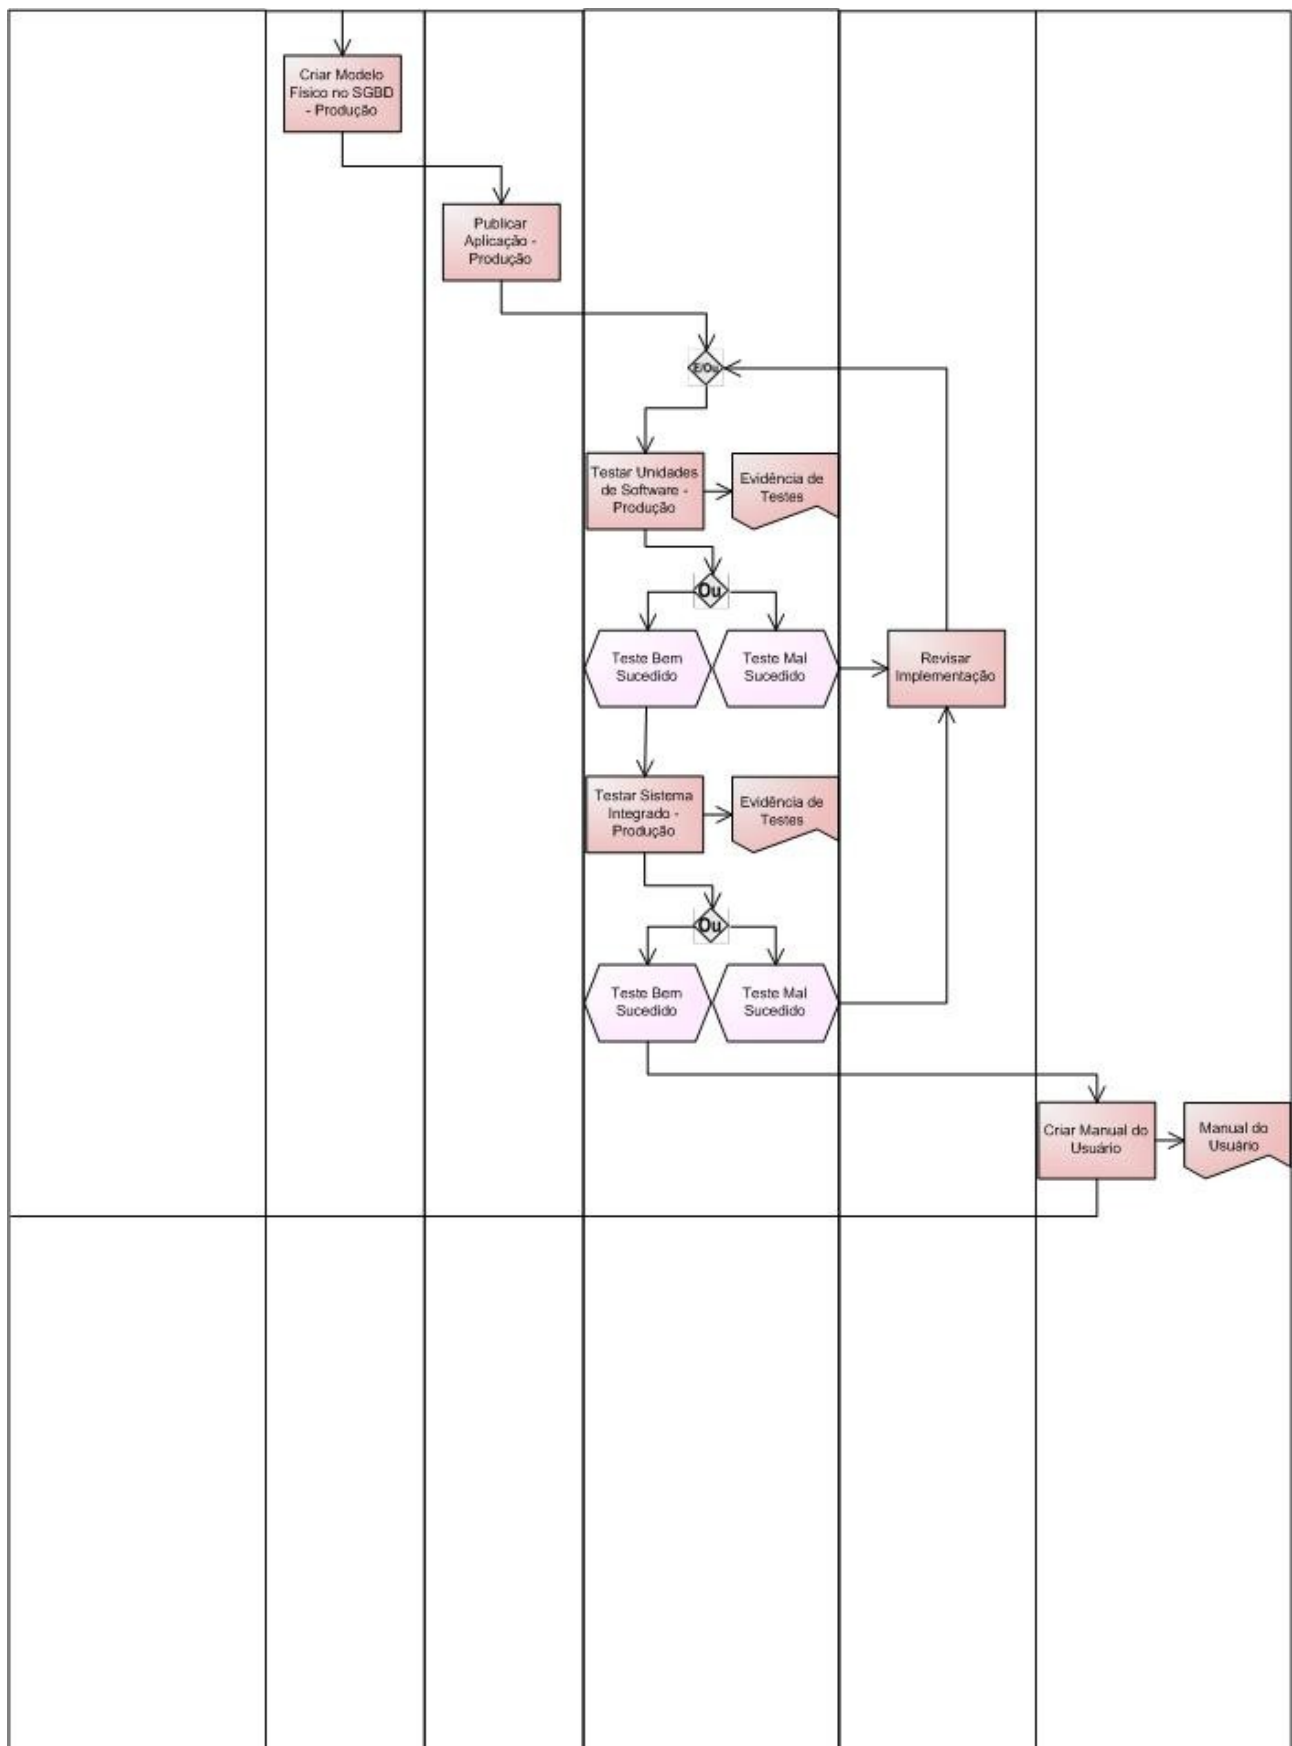 Criar Modelo
Físico no SGBD
- Produção
Publicar
Aplicação -
Produção
E/Ou
Testar Unidades
de Software -
Produção
Evidência de
Testes
Ou
Teste Bem
Sucedido
Teste Mal
Sucedido
Revisar
Implementação
Testar Sistema
Integrado -
Produção
Evidência de
Testes
Ou
Teste Bem
Sucedido
Teste Mal
Sucedido
Criar Manual do
Usuário
Manual do
Usuário